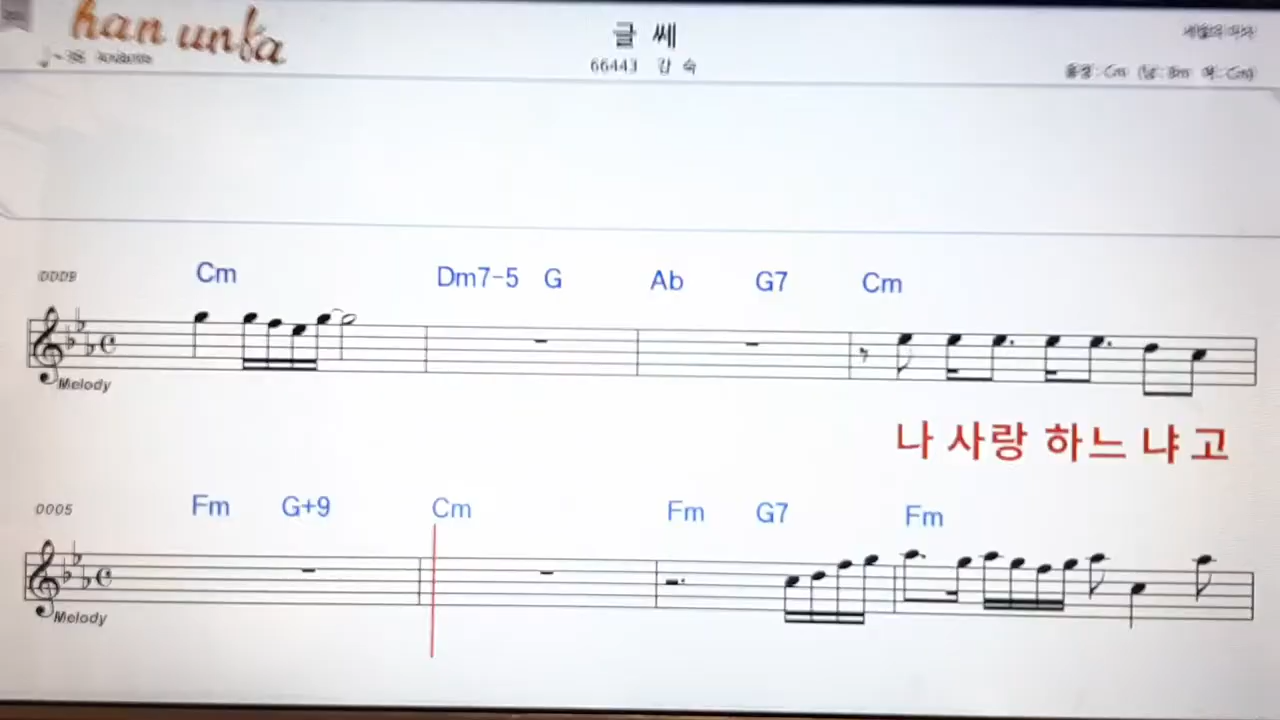 han unba
글 쎄
66443 강 숙
Cm Dm7-5 G Ab G7 Cm
Melody
나 사랑 하느 냐 고
0005 Fm G+9 Cm Fm G7 Fm
Melody